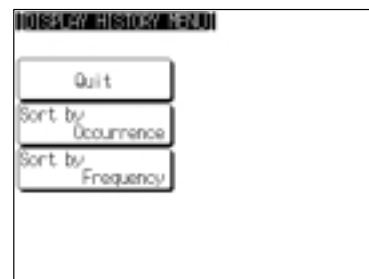 [DISPLAY HISTORY MENU]
Quit
Sort by
Occurrence
Sort by
Frequency